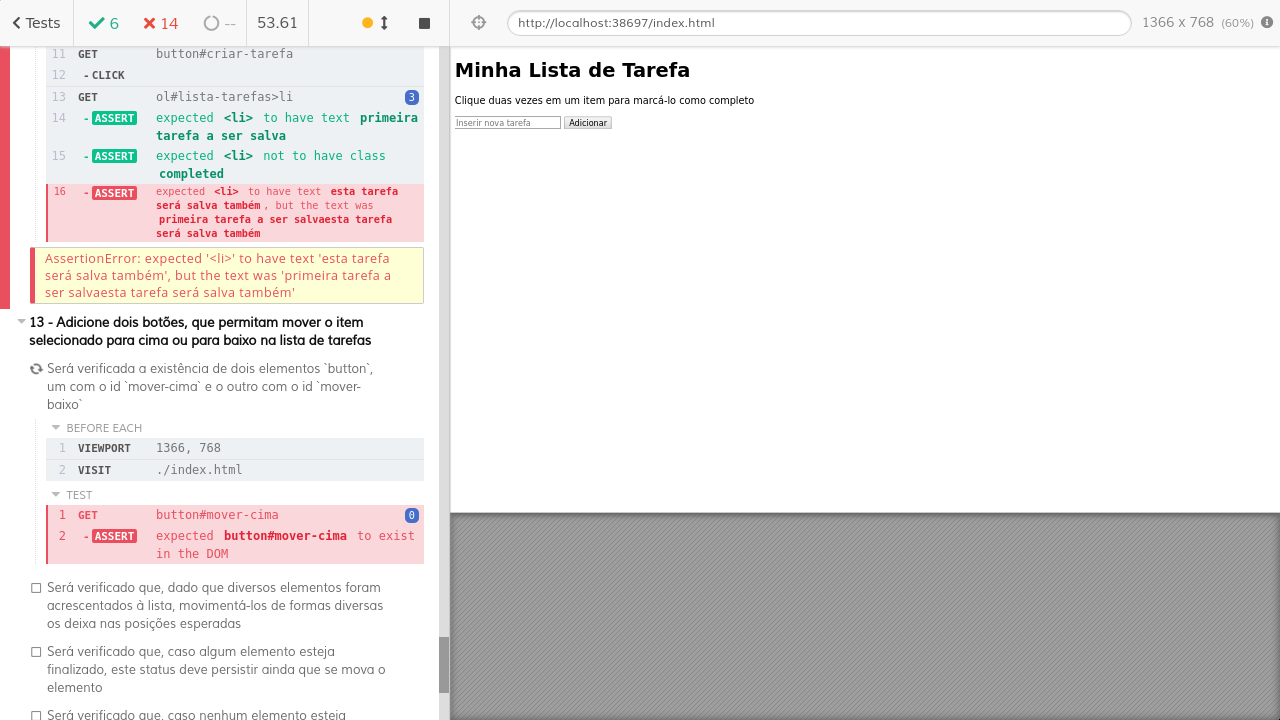 Tests
6
14
--
53.61
http://localhost:38697/index.html
1366 x 768 (60%)
11 GET button#criar-tarefa
12 - CLICK
13 GET ol#lista-tarefas>li 3
14 - ASSERT expected <li> to have text primeira
tarefa a ser salva
15 - ASSERT expected <li> not to have class
completed
16 - ASSERT expected <li> to have text esta tarefa
será salva também , but the text was
primeira tarefa a ser salvaesta tarefa
será salva também
AssertionError: expected '<li>' to have text 'esta tarefa
será salva também', but the text was 'primeira tarefa a
ser salvaesta tarefa será salva também'
13 - Adicione dois botões, que permitam mover o item
selecionado para cima ou para baixo na lista de tarefas
Será verificada a existência de dois elementos `button`,
um com o id `mover-cima` e o outro com o id `mover-
baixo`
BEFORE EACH
1 VIEWPORT 1366, 768
2 VISIT ./index.html
TEST
1 GET button#mover-cima 0
2 - ASSERT expected button#mover-cima to exist
in the DOM
Será verificado que, dado que diversos elementos foram
acrescentados à lista, movimentá-los de formas diversas
os deixa nas posições esperadas
Será verificado que, caso algum elemento esteja
finalizado, este status deve persistir ainda que se mova o
elemento
Será verificado que, caso nenhum elemento esteja
Minha Lista de Tarefa
Clique duas vezes em um item para marcá-lo como completo
Inserir nova tarefa Adicionar